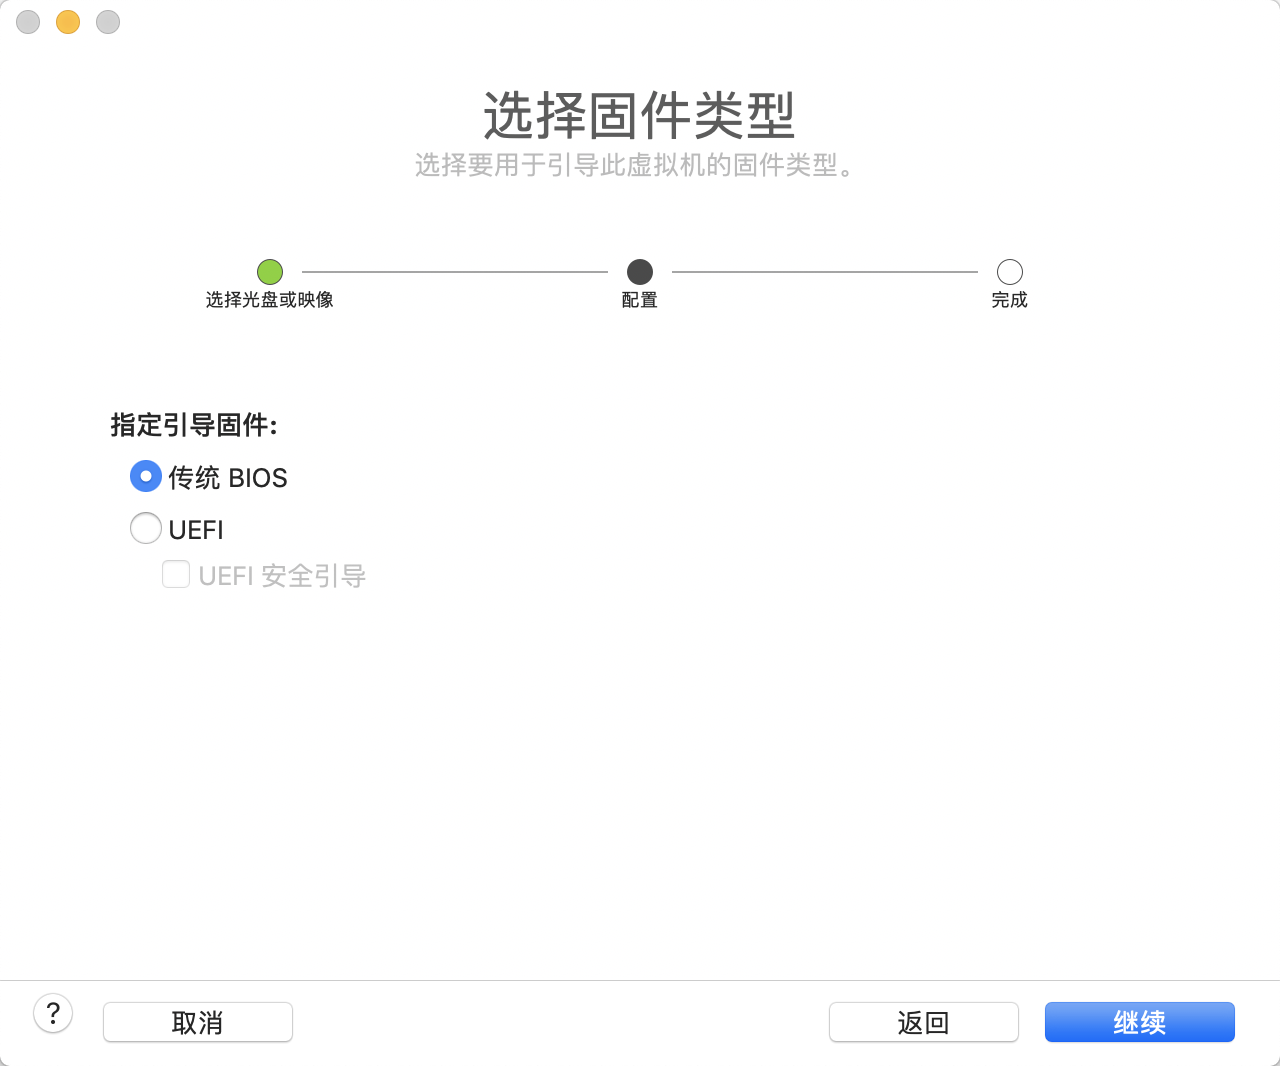 选择固件类型
选择要用于引导此虚拟机的固件类型。
选择光盘或映像
配置
完成
指定引导固件:
传统 BIOS
UEFI
UEFI 安全引导
?
取消
返回
继续